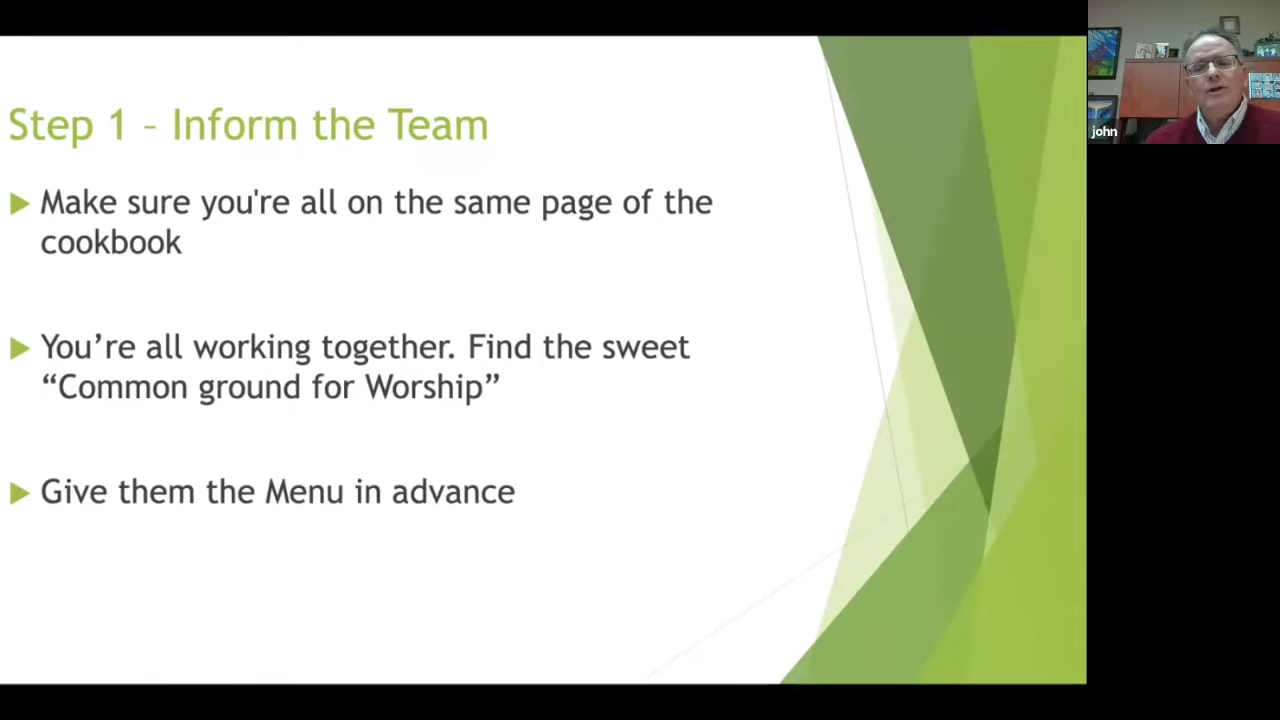 Step 1 – Inform the Team
Make sure you're all on the same page of the
cookbook
You’re all working together. Find the sweet
“Common ground for Worship”
Give them the Menu in advance
john